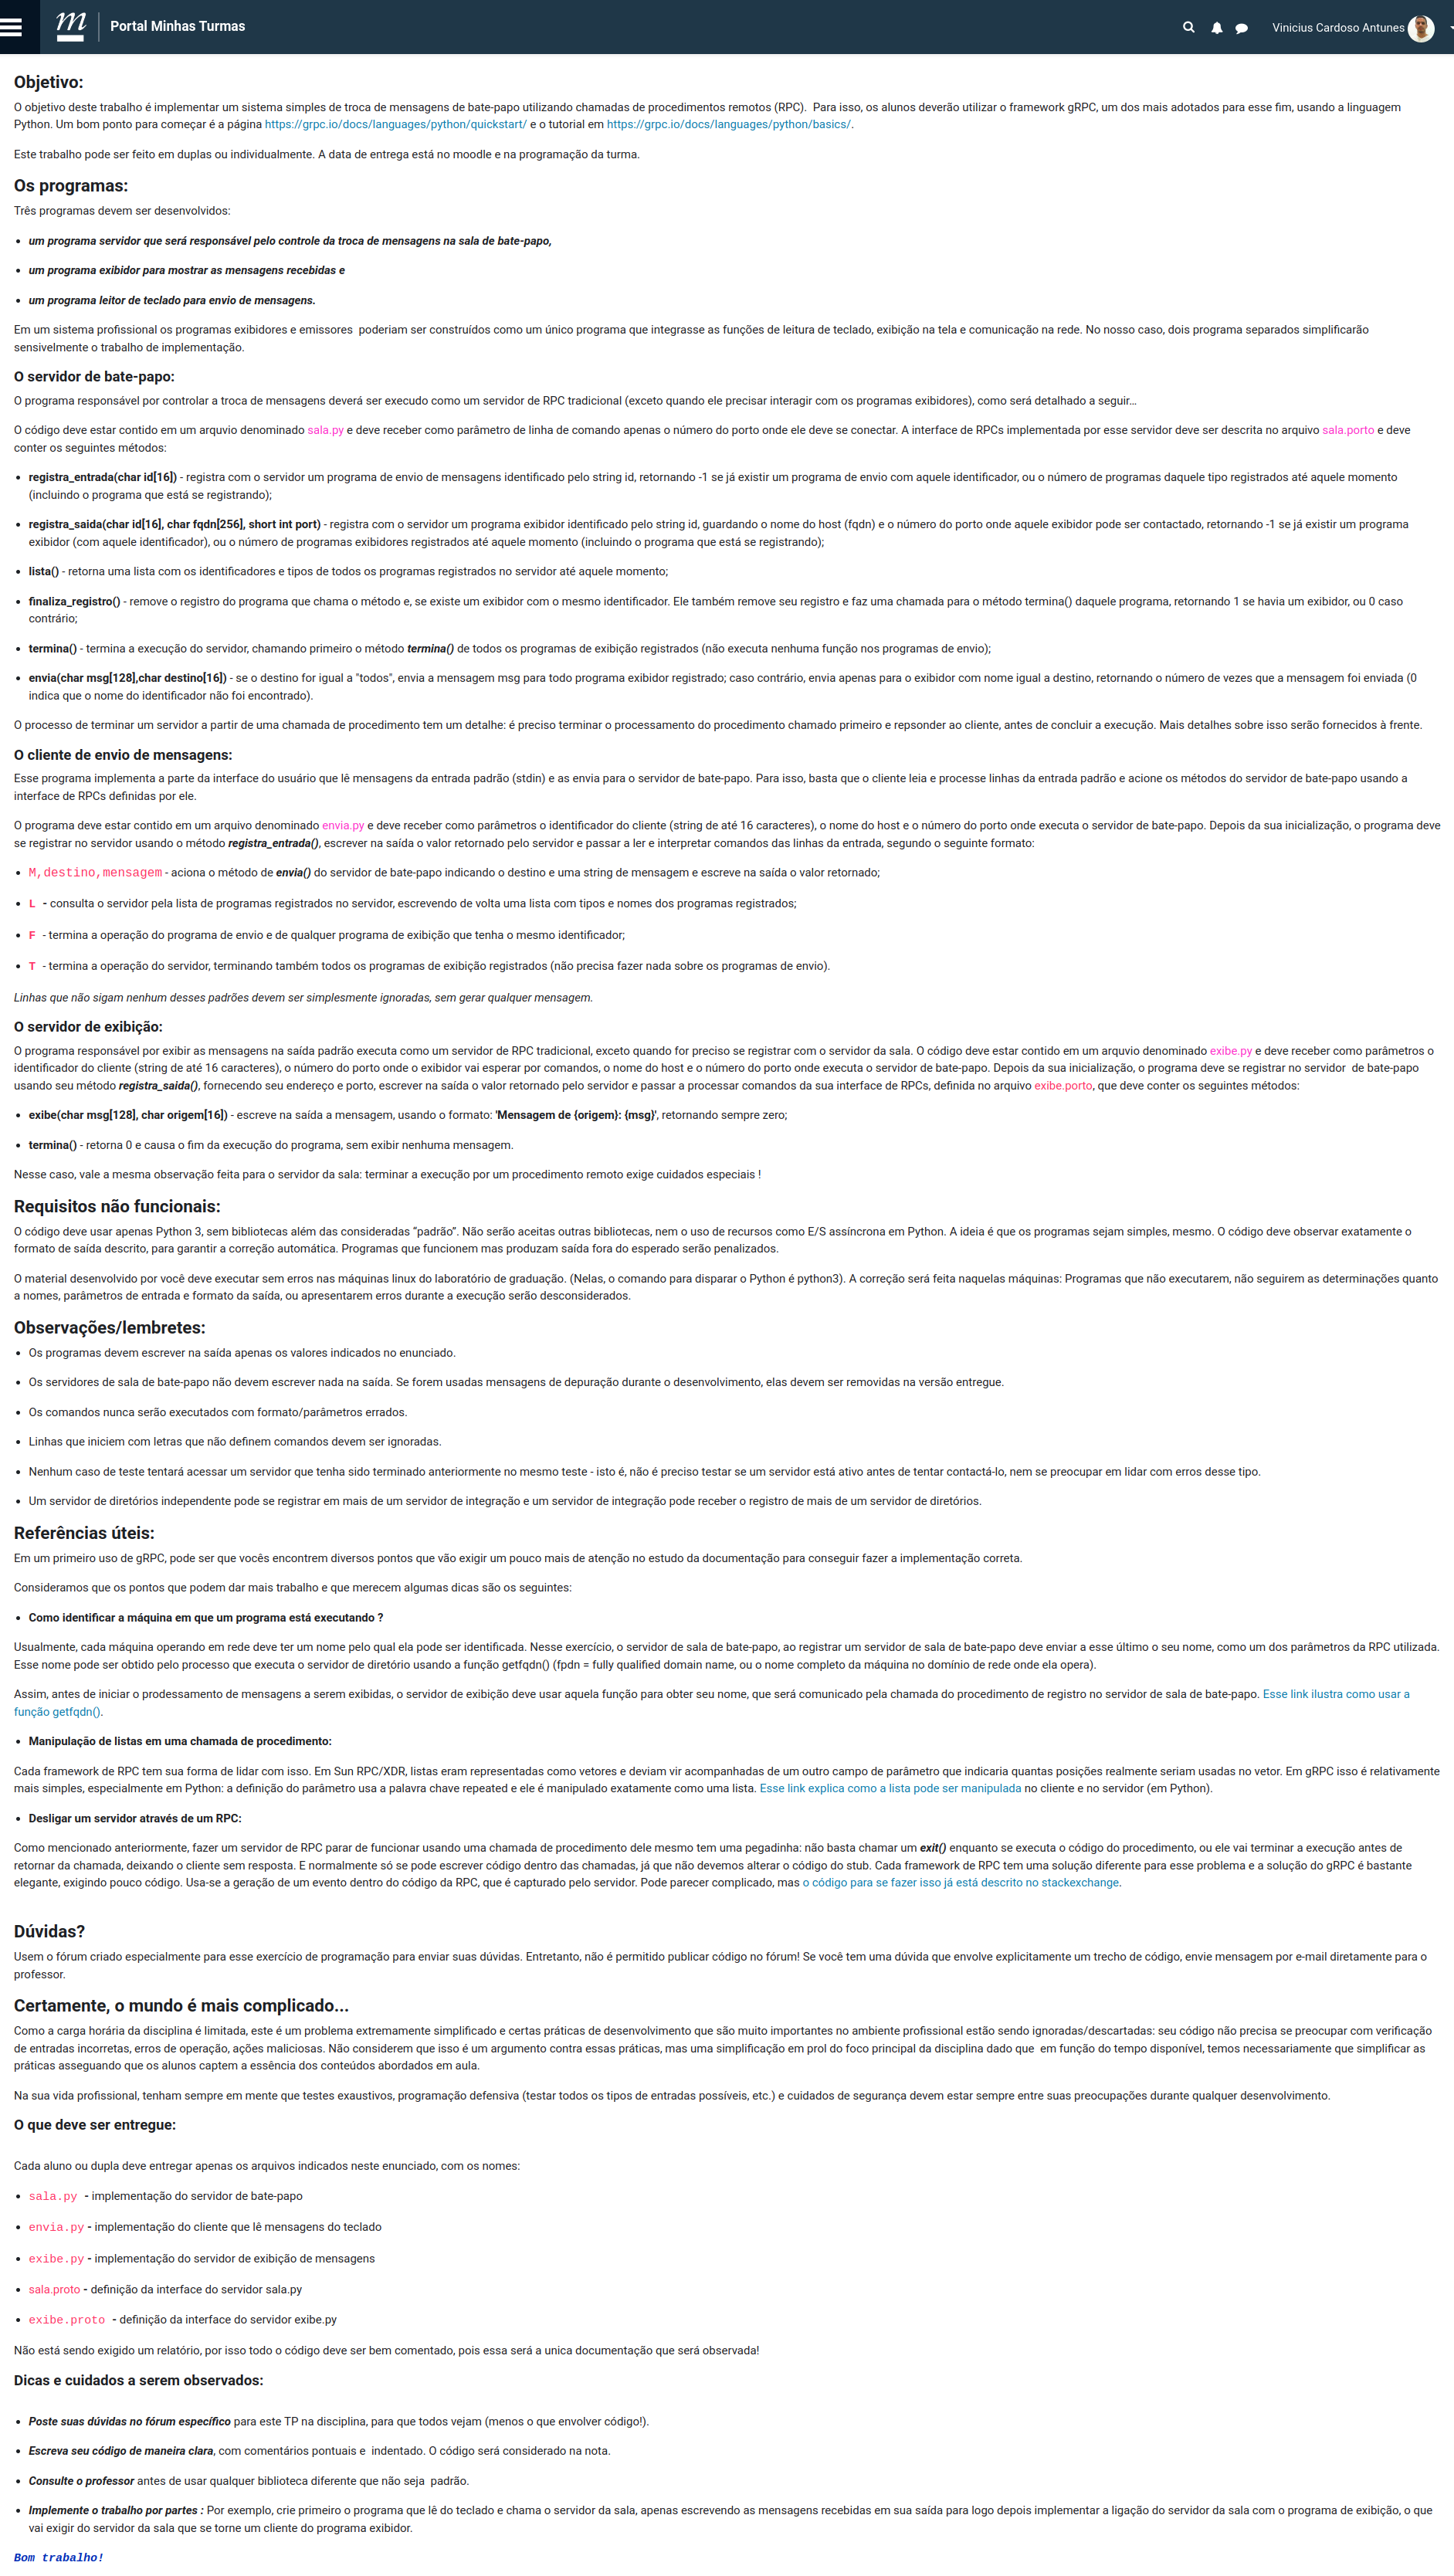 m
Portal Minhas Turmas
Vinicius Cardoso Antunes
Objetivo:
O objetivo deste trabalho é implementar um sistema simples de troca de mensagens de bate-papo utilizando chamadas de procedimentos remotos (RPC).  Para isso, os alunos deverão utilizar o framework gRPC, um dos mais adotados para esse fim, usando a linguagem
Python. Um bom ponto para começar é a página https://grpc.io/docs/languages/python/quickstart/ e o tutorial em https://grpc.io/docs/languages/python/basics/.
Este trabalho pode ser feito em duplas ou individualmente. A data de entrega está no moodle e na programação da turma.
Os programas:
Três programas devem ser desenvolvidos:
• um programa servidor que será responsável pelo controle da troca de mensagens na sala de bate-papo,
• um programa exibidor para mostrar as mensagens recebidas e
• um programa leitor de teclado para envio de mensagens.
Em um sistema profissional os programas exibidores e emissores  poderiam ser construídos como um único programa que integrasse as funções de leitura de teclado, exibição na tela e comunicação na rede. No nosso caso, dois programa separados simplificarão
sensivelmente o trabalho de implementação.
O servidor de bate-papo:
O programa responsável por controlar a troca de mensagens deverá ser execudo como um servidor de RPC tradicional (exceto quando ele precisar interagir com os programas exibidores), como será detalhado a seguir…
O código deve estar contido em um arquvio denominado sala.py e deve receber como parâmetro de linha de comando apenas o número do porto onde ele deve se conectar. A interface de RPCs implementada por esse servidor deve ser descrita no arquivo sala.porto e deve
conter os seguintes métodos:
• registra_entrada(char id[16]) - registra com o servidor um programa de envio de mensagens identificado pelo string id, retornando -1 se já existir um programa de envio com aquele identificador, ou o número de programas daquele tipo registrados até aquele momento
(incluindo o programa que está se registrando);
• registra_saida(char id[16], char fqdn[256], short int port) - registra com o servidor um programa exibidor identificado pelo string id, guardando o nome do host (fqdn) e o número do porto onde aquele exibidor pode ser contactado, retornando -1 se já existir um programa
exibidor (com aquele identificador), ou o número de programas exibidores registrados até aquele momento (incluindo o programa que está se registrando);
• lista() - retorna uma lista com os identificadores e tipos de todos os programas registrados no servidor até aquele momento;
• finaliza_registro() - remove o registro do programa que chama o método e, se existe um exibidor com o mesmo identificador. Ele também remove seu registro e faz uma chamada para o método termina() daquele programa, retornando 1 se havia um exibidor, ou 0 caso
contrário;
• termina() - termina a execução do servidor, chamando primeiro o método termina() de todos os programas de exibição registrados (não executa nenhuma função nos programas de envio);
• envia(char msg[128],char destino[16]) - se o destino for igual a "todos", envia a mensagem msg para todo programa exibidor registrado; caso contrário, envia apenas para o exibidor com nome igual a destino, retornando o número de vezes que a mensagem foi enviada (0
indica que o nome do identificador não foi encontrado).
O processo de terminar um servidor a partir de uma chamada de procedimento tem um detalhe: é preciso terminar o processamento do procedimento chamado primeiro e repsonder ao cliente, antes de concluir a execução. Mais detalhes sobre isso serão fornecidos à frente.
O cliente de envio de mensagens:
Esse programa implementa a parte da interface do usuário que lê mensagens da entrada padrão (stdin) e as envia para o servidor de bate-papo. Para isso, basta que o cliente leia e processe linhas da entrada padrão e acione os métodos do servidor de bate-papo usando a
interface de RPCs definidas por ele.
O programa deve estar contido em um arquivo denominado envia.py e deve receber como parâmetros o identificador do cliente (string de até 16 caracteres), o nome do host e o número do porto onde executa o servidor de bate-papo. Depois da sua inicialização, o programa deve
se registrar no servidor usando o método registra_entrada(), escrever na saída o valor retornado pelo servidor e passar a ler e interpretar comandos das linhas da entrada, segundo o seguinte formato:
• M,destino,mensagem - aciona o método de envia() do servidor de bate-papo indicando o destino e uma string de mensagem e escreve na saída o valor retornado;
• L - consulta o servidor pela lista de programas registrados no servidor, escrevendo de volta uma lista com tipos e nomes dos programas registrados;
• F - termina a operação do programa de envio e de qualquer programa de exibição que tenha o mesmo identificador;
• T - termina a operação do servidor, terminando também todos os programas de exibição registrados (não precisa fazer nada sobre os programas de envio).
Linhas que não sigam nenhum desses padrões devem ser simplesmente ignoradas, sem gerar qualquer mensagem.
O servidor de exibição:
O programa responsável por exibir as mensagens na saída padrão executa como um servidor de RPC tradicional, exceto quando for preciso se registrar com o servidor da sala. O código deve estar contido em um arquvio denominado exibe.py e deve receber como parâmetros o
identificador do cliente (string de até 16 caracteres), o número do porto onde o exibidor vai esperar por comandos, o nome do host e o número do porto onde executa o servidor de bate-papo. Depois da sua inicialização, o programa deve se registrar no servidor  de bate-papo
usando seu método registra_saida(), fornecendo seu endereço e porto, escrever na saída o valor retornado pelo servidor e passar a processar comandos da sua interface de RPCs, definida no arquivo exibe.porto, que deve conter os seguintes métodos:
• exibe(char msg[128], char origem[16]) - escreve na saída a mensagem, usando o formato: 'Mensagem de {origem}: {msg}', retornando sempre zero;
• termina() - retorna 0 e causa o fim da execução do programa, sem exibir nenhuma mensagem.
Nesse caso, vale a mesma observação feita para o servidor da sala: terminar a execução por um procedimento remoto exige cuidados especiais !
Requisitos não funcionais:
O código deve usar apenas Python 3, sem bibliotecas além das consideradas “padrão”. Não serão aceitas outras bibliotecas, nem o uso de recursos como E/S assíncrona em Python. A ideia é que os programas sejam simples, mesmo. O código deve observar exatamente o
formato de saída descrito, para garantir a correção automática. Programas que funcionem mas produzam saída fora do esperado serão penalizados.
O material desenvolvido por você deve executar sem erros nas máquinas linux do laboratório de graduação. (Nelas, o comando para disparar o Python é python3). A correção será feita naquelas máquinas: Programas que não executarem, não seguirem as determinações quanto
a nomes, parâmetros de entrada e formato da saída, ou apresentarem erros durante a execução serão desconsiderados.
Observações/lembretes:
• Os programas devem escrever na saída apenas os valores indicados no enunciado.
• Os servidores de sala de bate-papo não devem escrever nada na saída. Se forem usadas mensagens de depuração durante o desenvolvimento, elas devem ser removidas na versão entregue.
• Os comandos nunca serão executados com formato/parâmetros errados.
• Linhas que iniciem com letras que não definem comandos devem ser ignoradas.
• Nenhum caso de teste tentará acessar um servidor que tenha sido terminado anteriormente no mesmo teste - isto é, não é preciso testar se um servidor está ativo antes de tentar contactá-lo, nem se preocupar em lidar com erros desse tipo.
• Um servidor de diretórios independente pode se registrar em mais de um servidor de integração e um servidor de integração pode receber o registro de mais de um servidor de diretórios.
Referências úteis:
Em um primeiro uso de gRPC, pode ser que vocês encontrem diversos pontos que vão exigir um pouco mais de atenção no estudo da documentação para conseguir fazer a implementação correta.
Consideramos que os pontos que podem dar mais trabalho e que merecem algumas dicas são os seguintes:
• Como identificar a máquina em que um programa está executando ?
Usualmente, cada máquina operando em rede deve ter um nome pelo qual ela pode ser identificada. Nesse exercício, o servidor de sala de bate-papo, ao registrar um servidor de sala de bate-papo deve enviar a esse último o seu nome, como um dos parâmetros da RPC utilizada.
Esse nome pode ser obtido pelo processo que executa o servidor de diretório usando a função getfqdn() (fpdn = fully qualified domain name, ou o nome completo da máquina no domínio de rede onde ela opera).
Assim, antes de iniciar o prodessamento de mensagens a serem exibidas, o servidor de exibição deve usar aquela função para obter seu nome, que será comunicado pela chamada do procedimento de registro no servidor de sala de bate-papo. Esse link ilustra como usar a
função getfqdn().
• Manipulação de listas em uma chamada de procedimento:
Cada framework de RPC tem sua forma de lidar com isso. Em Sun RPC/XDR, listas eram representadas como vetores e deviam vir acompanhadas de um outro campo de parâmetro que indicaria quantas posições realmente seriam usadas no vetor. Em gRPC isso é relativamente
mais simples, especialmente em Python: a definição do parâmetro usa a palavra chave repeated e ele é manipulado exatamente como uma lista. Esse link explica como a lista pode ser manipulada no cliente e no servidor (em Python).
• Desligar um servidor através de um RPC:
Como mencionado anteriormente, fazer um servidor de RPC parar de funcionar usando uma chamada de procedimento dele mesmo tem uma pegadinha: não basta chamar um exit() enquanto se executa o código do procedimento, ou ele vai terminar a execução antes de
retornar da chamada, deixando o cliente sem resposta. E normalmente só se pode escrever código dentro das chamadas, já que não devemos alterar o código do stub. Cada framework de RPC tem uma solução diferente para esse problema e a solução do gRPC é bastante
elegante, exigindo pouco código. Usa-se a geração de um evento dentro do código da RPC, que é capturado pelo servidor. Pode parecer complicado, mas o código para se fazer isso já está descrito no stackexchange.
Dúvidas?
Usem o fórum criado especialmente para esse exercício de programação para enviar suas dúvidas. Entretanto, não é permitido publicar código no fórum! Se você tem uma dúvida que envolve explicitamente um trecho de código, envie mensagem por e-mail diretamente para o
professor.
Certamente, o mundo é mais complicado...
Como a carga horária da disciplina é limitada, este é um problema extremamente simplificado e certas práticas de desenvolvimento que são muito importantes no ambiente profissional estão sendo ignoradas/descartadas: seu código não precisa se preocupar com verificação
de entradas incorretas, erros de operação, ações maliciosas. Não considerem que isso é um argumento contra essas práticas, mas uma simplificação em prol do foco principal da disciplina dado que  em função do tempo disponível, temos necessariamente que simplificar as
práticas asseguando que os alunos captem a essência dos conteúdos abordados em aula.
Na sua vida profissional, tenham sempre em mente que testes exaustivos, programação defensiva (testar todos os tipos de entradas possíveis, etc.) e cuidados de segurança devem estar sempre entre suas preocupações durante qualquer desenvolvimento.
O que deve ser entregue:
Cada aluno ou dupla deve entregar apenas os arquivos indicados neste enunciado, com os nomes:
• sala.py - implementação do servidor de bate-papo
• envia.py - implementação do cliente que lê mensagens do teclado
• exibe.py - implementação do servidor de exibição de mensagens
• sala.proto - definição da interface do servidor sala.py
• exibe.proto - definição da interface do servidor exibe.py
Não está sendo exigido um relatório, por isso todo o código deve ser bem comentado, pois essa será a unica documentação que será observada!
Dicas e cuidados a serem observados:
• Poste suas dúvidas no fórum específico para este TP na disciplina, para que todos vejam (menos o que envolver código!).
• Escreva seu código de maneira clara, com comentários pontuais e  indentado. O código será considerado na nota.
• Consulte o professor antes de usar qualquer biblioteca diferente que não seja  padrão.
• Implemente o trabalho por partes : Por exemplo, crie primeiro o programa que lê do teclado e chama o servidor da sala, apenas escrevendo as mensagens recebidas em sua saída para logo depois implementar a ligação do servidor da sala com o programa de exibição, o que
vai exigir do servidor da sala que se torne um cliente do programa exibidor.
Bom trabalho!